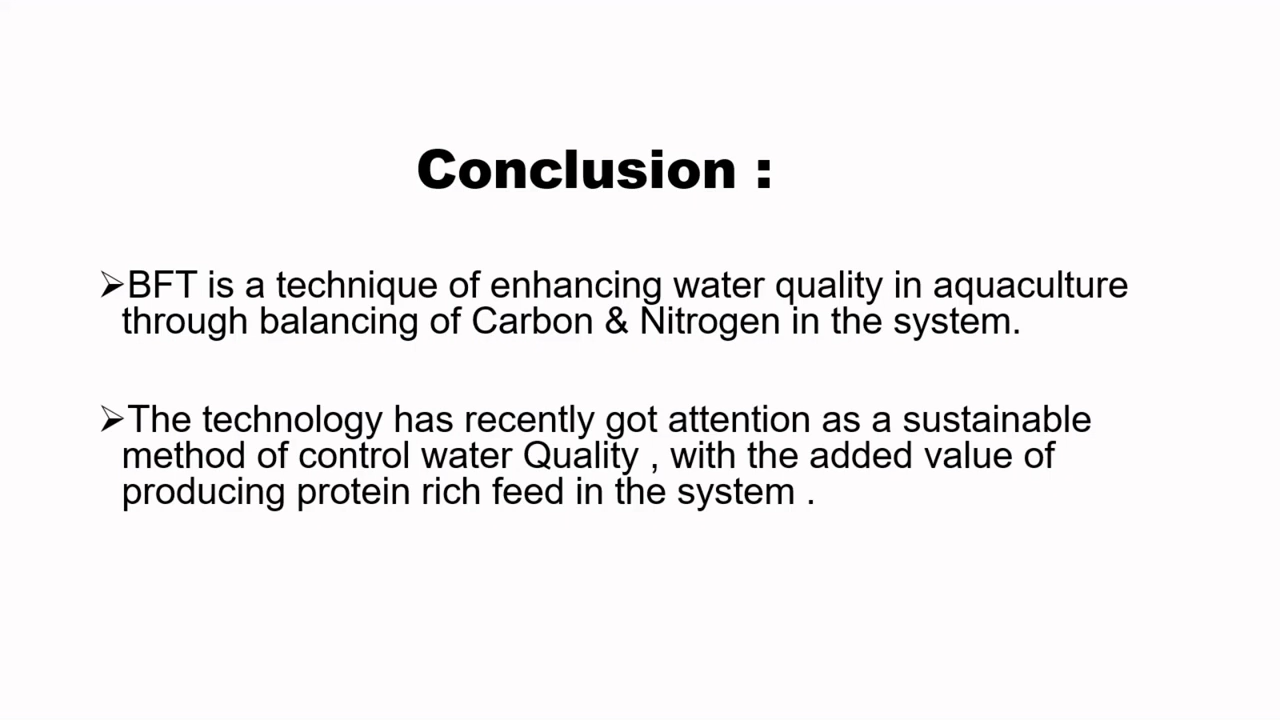 Conclusion :
➢BFT is a technique of enhancing water quality in aquaculture
through balancing of Carbon & Nitrogen in the system.
➢The technology has recently got attention as a sustainable
method of control water Quality , with the added value of
producing protein rich feed in the system .